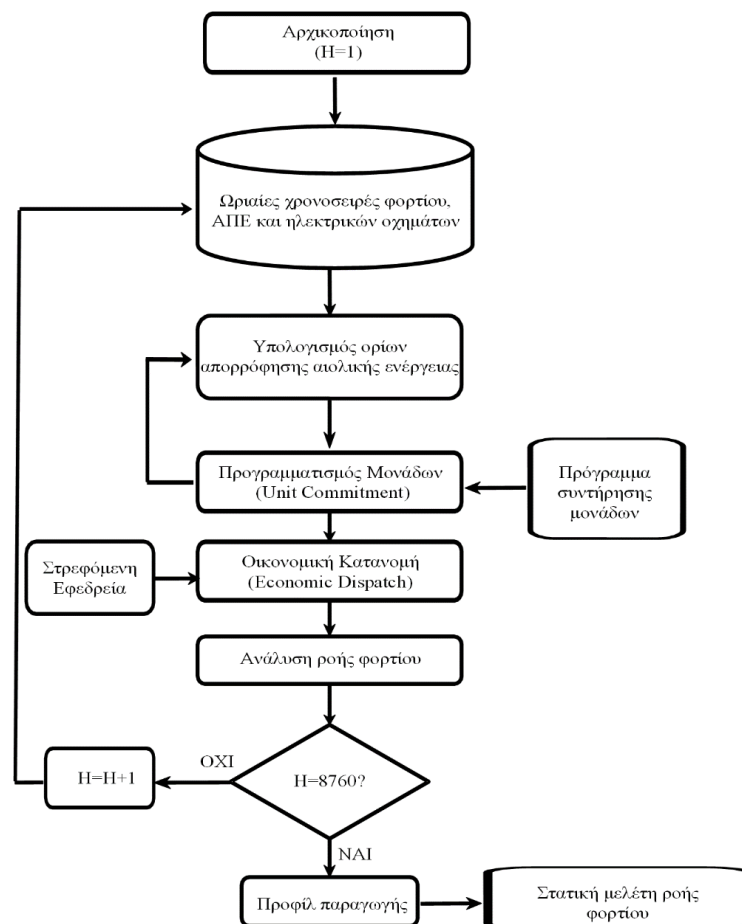 Αρχικοποίηση
(H=1)
Ωριαίες χρονοσειρές φορτίου,
ΑΠΕ και ηλεκτρικών οχημάτων
Υπολογισμός ορίων
απορρόφησης αιολικής ενέργειας
Προγραμματισμός Μονάδων
(Unit Commitment)
Πρόγραμμα
συντήρησης
μονάδων
Στρεφόμενη
Εφεδρεία
Οικονομική Κατανομή
(Economic Dispatch)
Ανάλυση ροής φορτίου
ΟΧΙ
H=H+1
H=8760?
ΝΑΙ
Προφίλ παραγωγής
Στατική μελέτη ροής
φορτίου